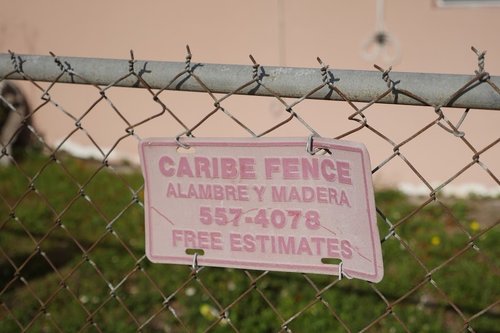 CARIBE FENCE
ALAMBRE Y MADERA
557-4078
FREE ESTIMATES